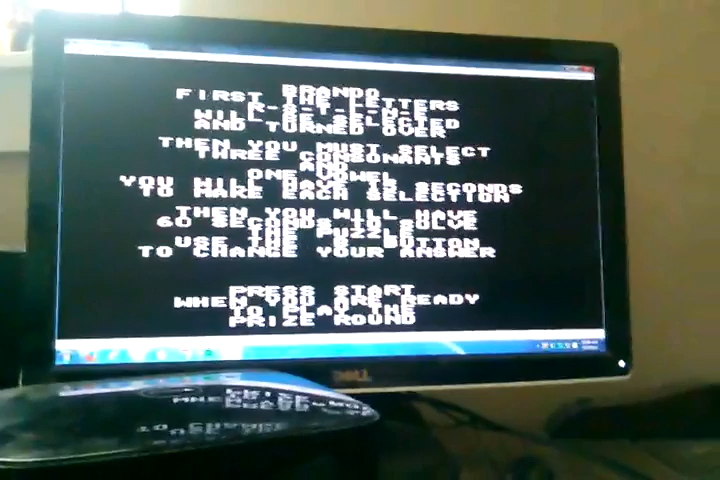 BRANDO
FIRST THE LETTERS
R-S-T-L-N-E
WILL BE SELECTED
AND TURNED OVER
THEN YOU MUST SELECT
THREE CONSONANTS
AND
ONE VOWEL
YOU WILL HAVE 15 SECONDS
TO MAKE EACH SELECTION
THEN YOU WILL HAVE
60 SECONDS TO SOLVE
THE PUZZLE
USE THE B BUTTON
TO CHANGE YOUR ANSWER
PRESS START
WHEN YOU ARE READY
TO PLAY THE
PRIZE ROUND
DELL